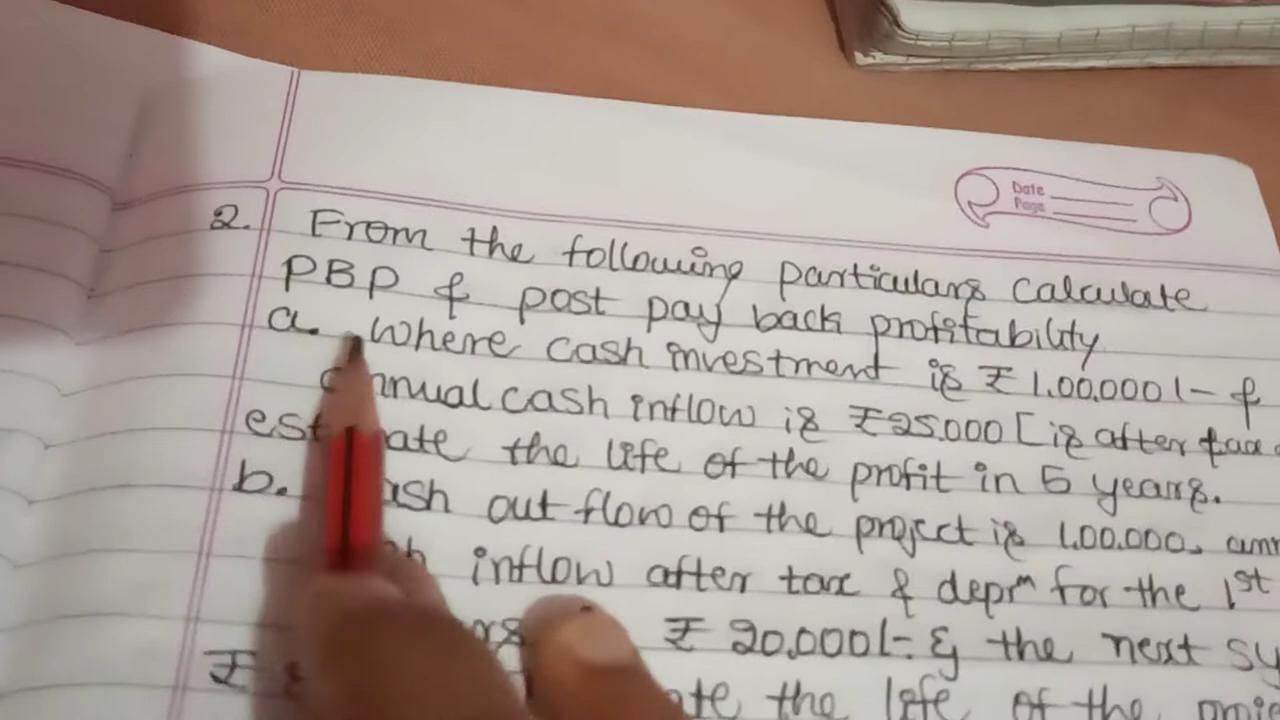 Date
Page
2. From the following particulars calculate
PBP & post pay back profitability
a. where cash investment is ₹ 1,00,000/- &
annual cash inflow is ₹25,000 [is after tax
the life of the profit in 5 years.
b. out flow of the project is 1,00,000,
inflow after tax & deprn for the 1st
₹ 20,000/- & the next
₹ the life of the